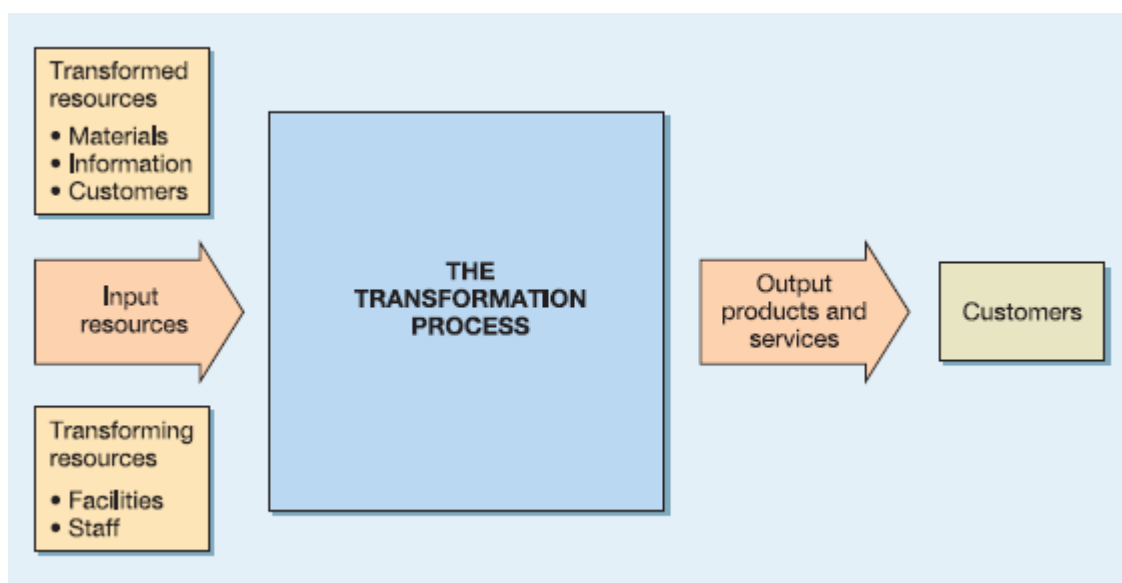 Transformed
resources
• Materials
• Information
• Customers
Input
resources
Transforming
resources
• Facilities
• Staff
THE
TRANSFORMATION
PROCESS
Output
products and
services
Customers